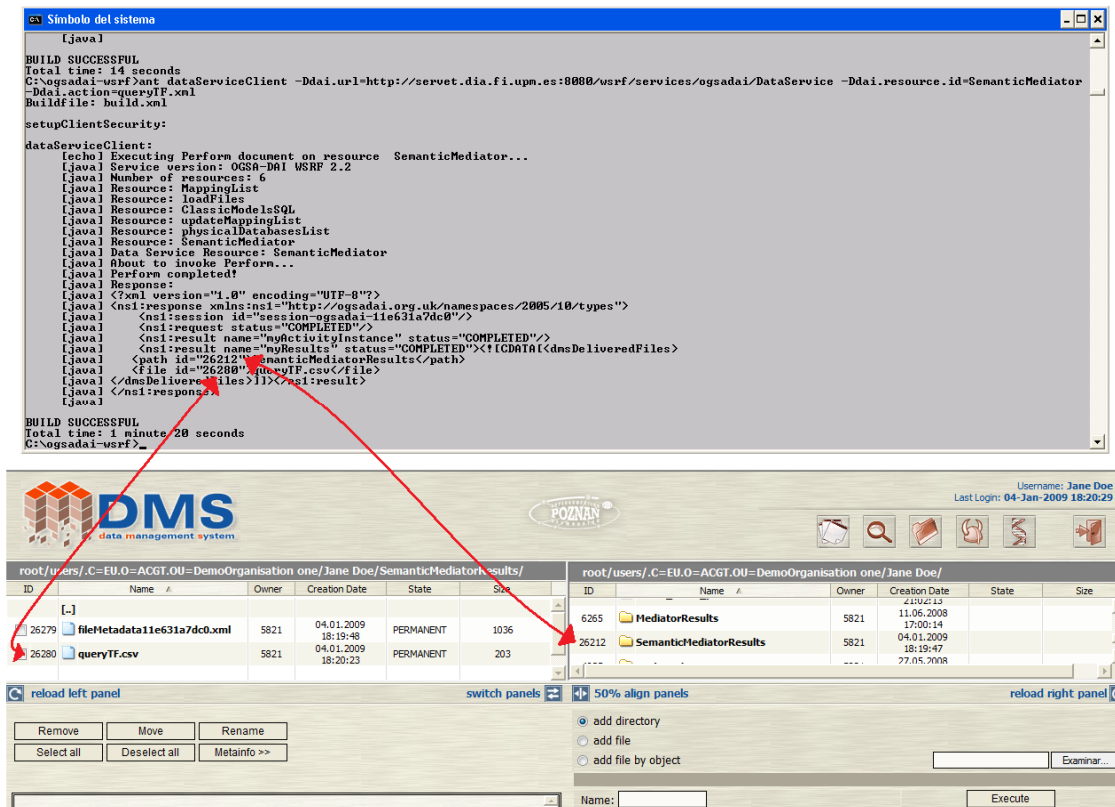 Símbolo del sistema
[java]
BUILD SUCCESSFUL
Total time: 14 seconds
C:\ogsadai-wsrf>ant dataServiceClient -Ddai.url=http://servet.dia.fi.upm.es:8080/wsrf/services/ogsadai/DataService -Ddai.resource.id=SemanticMediator
-Ddai.action=queryTF.xml
Buildfile: build.xml
setupClientSecurity:
dataServiceClient:
[echo] Executing Perform document on resource SemanticMediator...
[java] Service version: OGSA-DAI WSRF 2.2
[java] Number of resources: 6
[java] Resource: MappingList
[java] Resource: loadFiles
[java] Resource: ClassicModelsSQL
[java] Resource: updateMappingList
[java] Resource: physicalDatabasesList
[java] Resource: SemanticMediator
[java] Data Service Resource: SemanticMediator
[java] About to invoke Perform...
[java] Perform completed!
[java] Response:
[java] <?xml version="1.0" encoding="UTF-8"?>
[java] <ns1:response xmlns:ns1="http://ogsadai.org.uk/namespaces/2005/10/types">
[java] <ns1:session id="session-ogsadai-11e631a7dc0"/>
[java] <ns1:request status="COMPLETED"/>
[java] <ns1:result name="myActivityInstance" status="COMPLETED"/>
[java] <ns1:result name="myResults" status="COMPLETED"><![CDATA[<dmsDeliveredFiles>
[java] <path id="26212">SemanticMediatorResults</path>
[java] <file id="26280">queryTF.csv</file>
[java] </dmsDeliveredFiles>]]></ns1:result>
[java] </ns1:response>
[java]
BUILD SUCCESSFUL
Total time: 1 minute 20 seconds
C:\ogsadai-wsrf>_
DMS
data management system
POZNAŃ
Username: Jane Doe
Last Login: 04-Jan-2009 18:20:29
root/users/.C=EU.O=ACGT.OU=DemoOrganisation one/Jane Doe/SemanticMediatorResults/
ID Name Owner Creation Date State Size
[..]
26279 fileMetadata11e631a7dc0.xml 5821 04.01.2009 18:19:48 PERMANENT 1036
26280 queryTF.csv 5821 04.01.2009 18:20:23 PERMANENT 203
root/users/.C=EU.O=ACGT.OU=DemoOrganisation one/Jane Doe/
ID Name Owner Creation Date State Size
21:02:13
6265 MediatorResults 5821 11.06.2008 17:00:14
26212 SemanticMediatorResults 5821 04.01.2009 18:19:47
27.05.2008
reload left panel
switch panels
50% align panels
reload right panel
Remove Move Rename
Select all Deselect all Metainfo >>
add directory
add file
add file by object
Examinar...
Name:
Execute